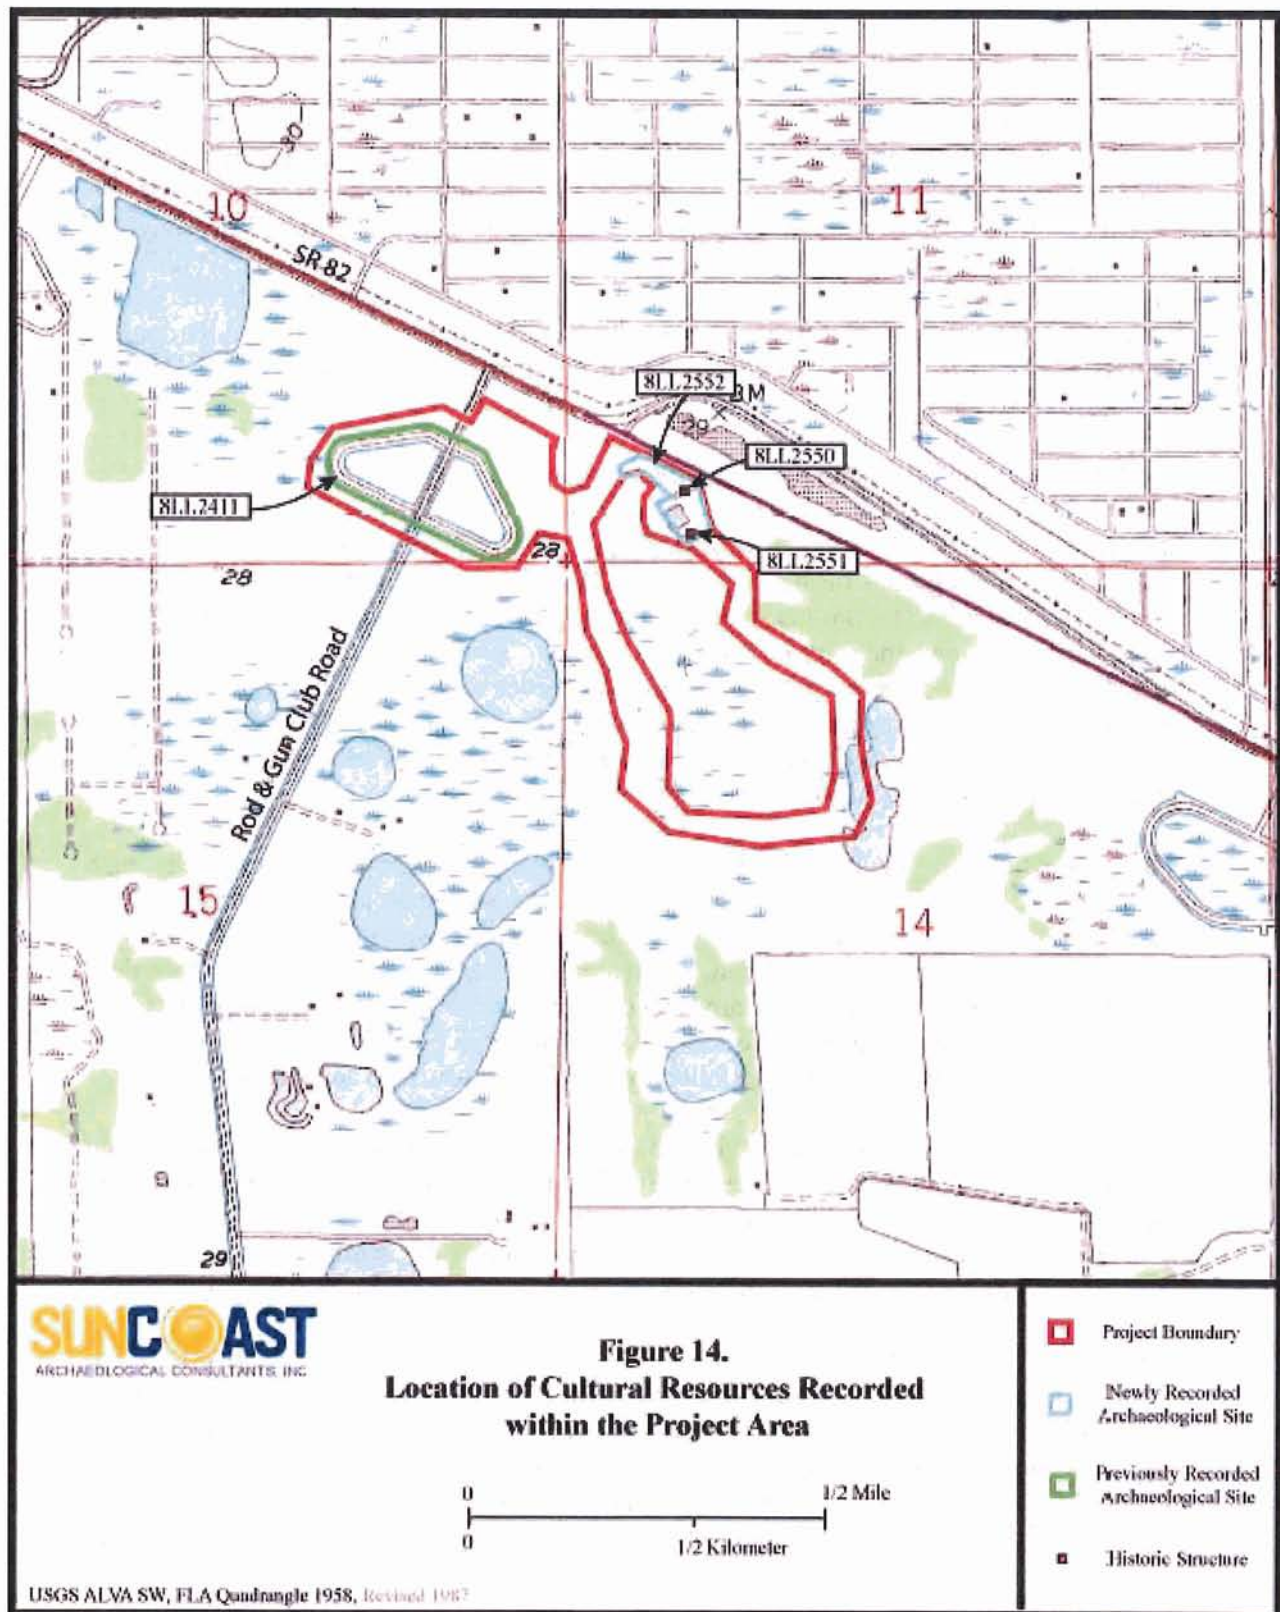 30
10
11
SR 82
8LL2552
BM
29
8LL2550
8LL2411
8LL2551
28
28
Rod & Gun Club Road
15
14
29
SUNCOAST
ARCHAEOLOGICAL CONSULTANTS, INC
Figure 14.
Location of Cultural Resources Recorded
within the Project Area
0
1/2 Mile
0
1/2 Kilometer
USGS ALVA SW, FLA Quadrangle 1958, Revised 1987
Project Boundary
Newly Recorded
Archaeological Site
Previously Recorded
Archaeological Site
Historic Structure